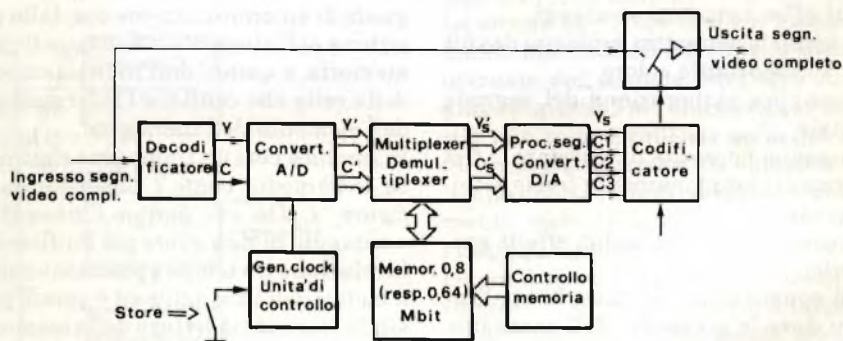 Uscita segn.
video completo
Ingresso segn.
video compl.
Decodi
ficatore
Y
C
Convert.
A/D
Y'
C'
Multiplexer
Demul.
tiplexer
Y's
C's
Proc.seg.
Convert.
D/A
Ys
C1
C2
C3
Codifi
catore
Gen.clock
Unita' di
controllo
Store
Memor. 0,8
(resp.0,64)
Mbit
Controllo
memoria